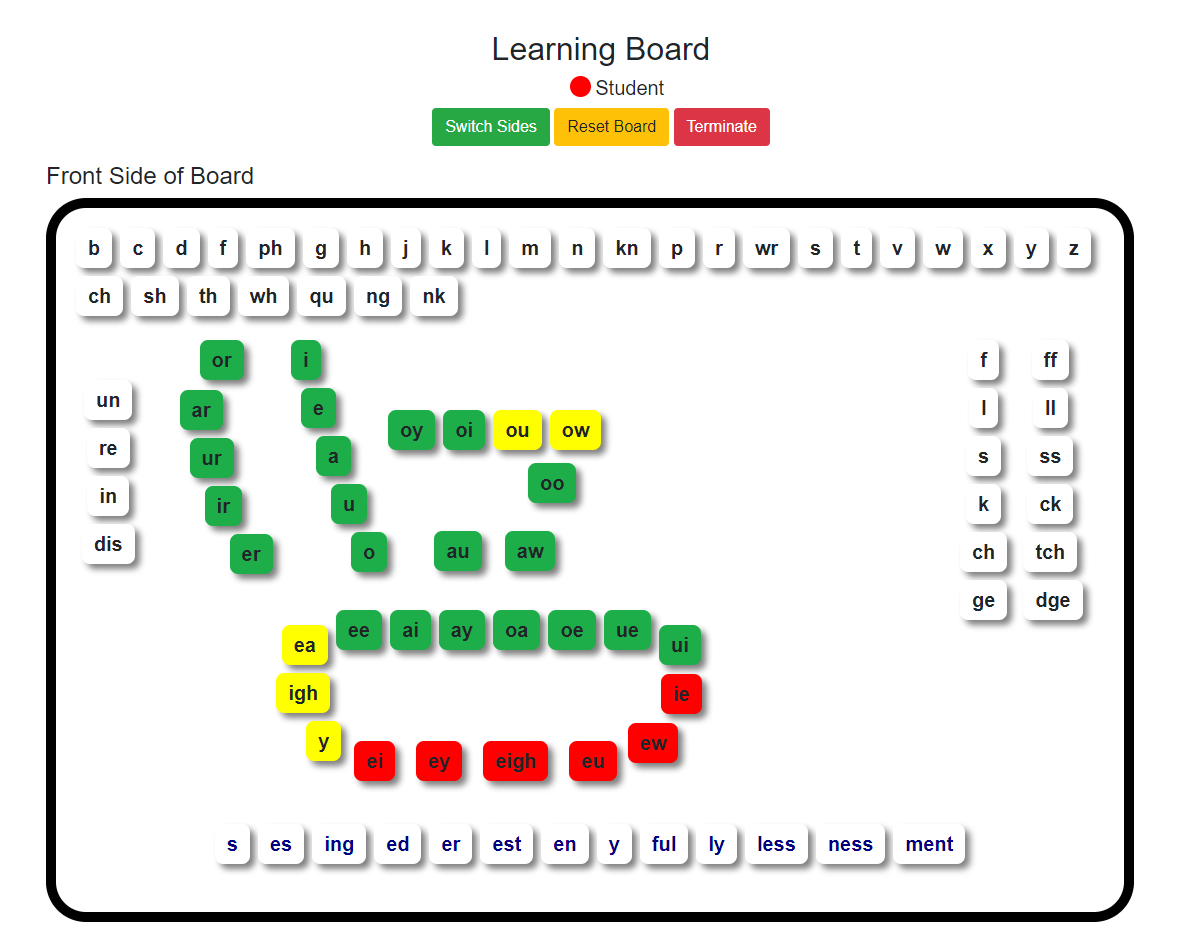 Learning Board
Student
Switch Sides Reset Board Terminate
Front Side of Board
b c d f ph g h j k l m n kn p r wr s t v w x y z
ch sh th wh qu ng nk
or i f ff
un ar e l ll
oy oi ou ow
re ur a s ss
oo
in ir u k ck
dis er o au aw ch tch
ge dge
ea ee ai ay oa oe ue ui
igh ie
y ei ey eigh eu ew
s es ing ed er est en y ful ly less ness ment